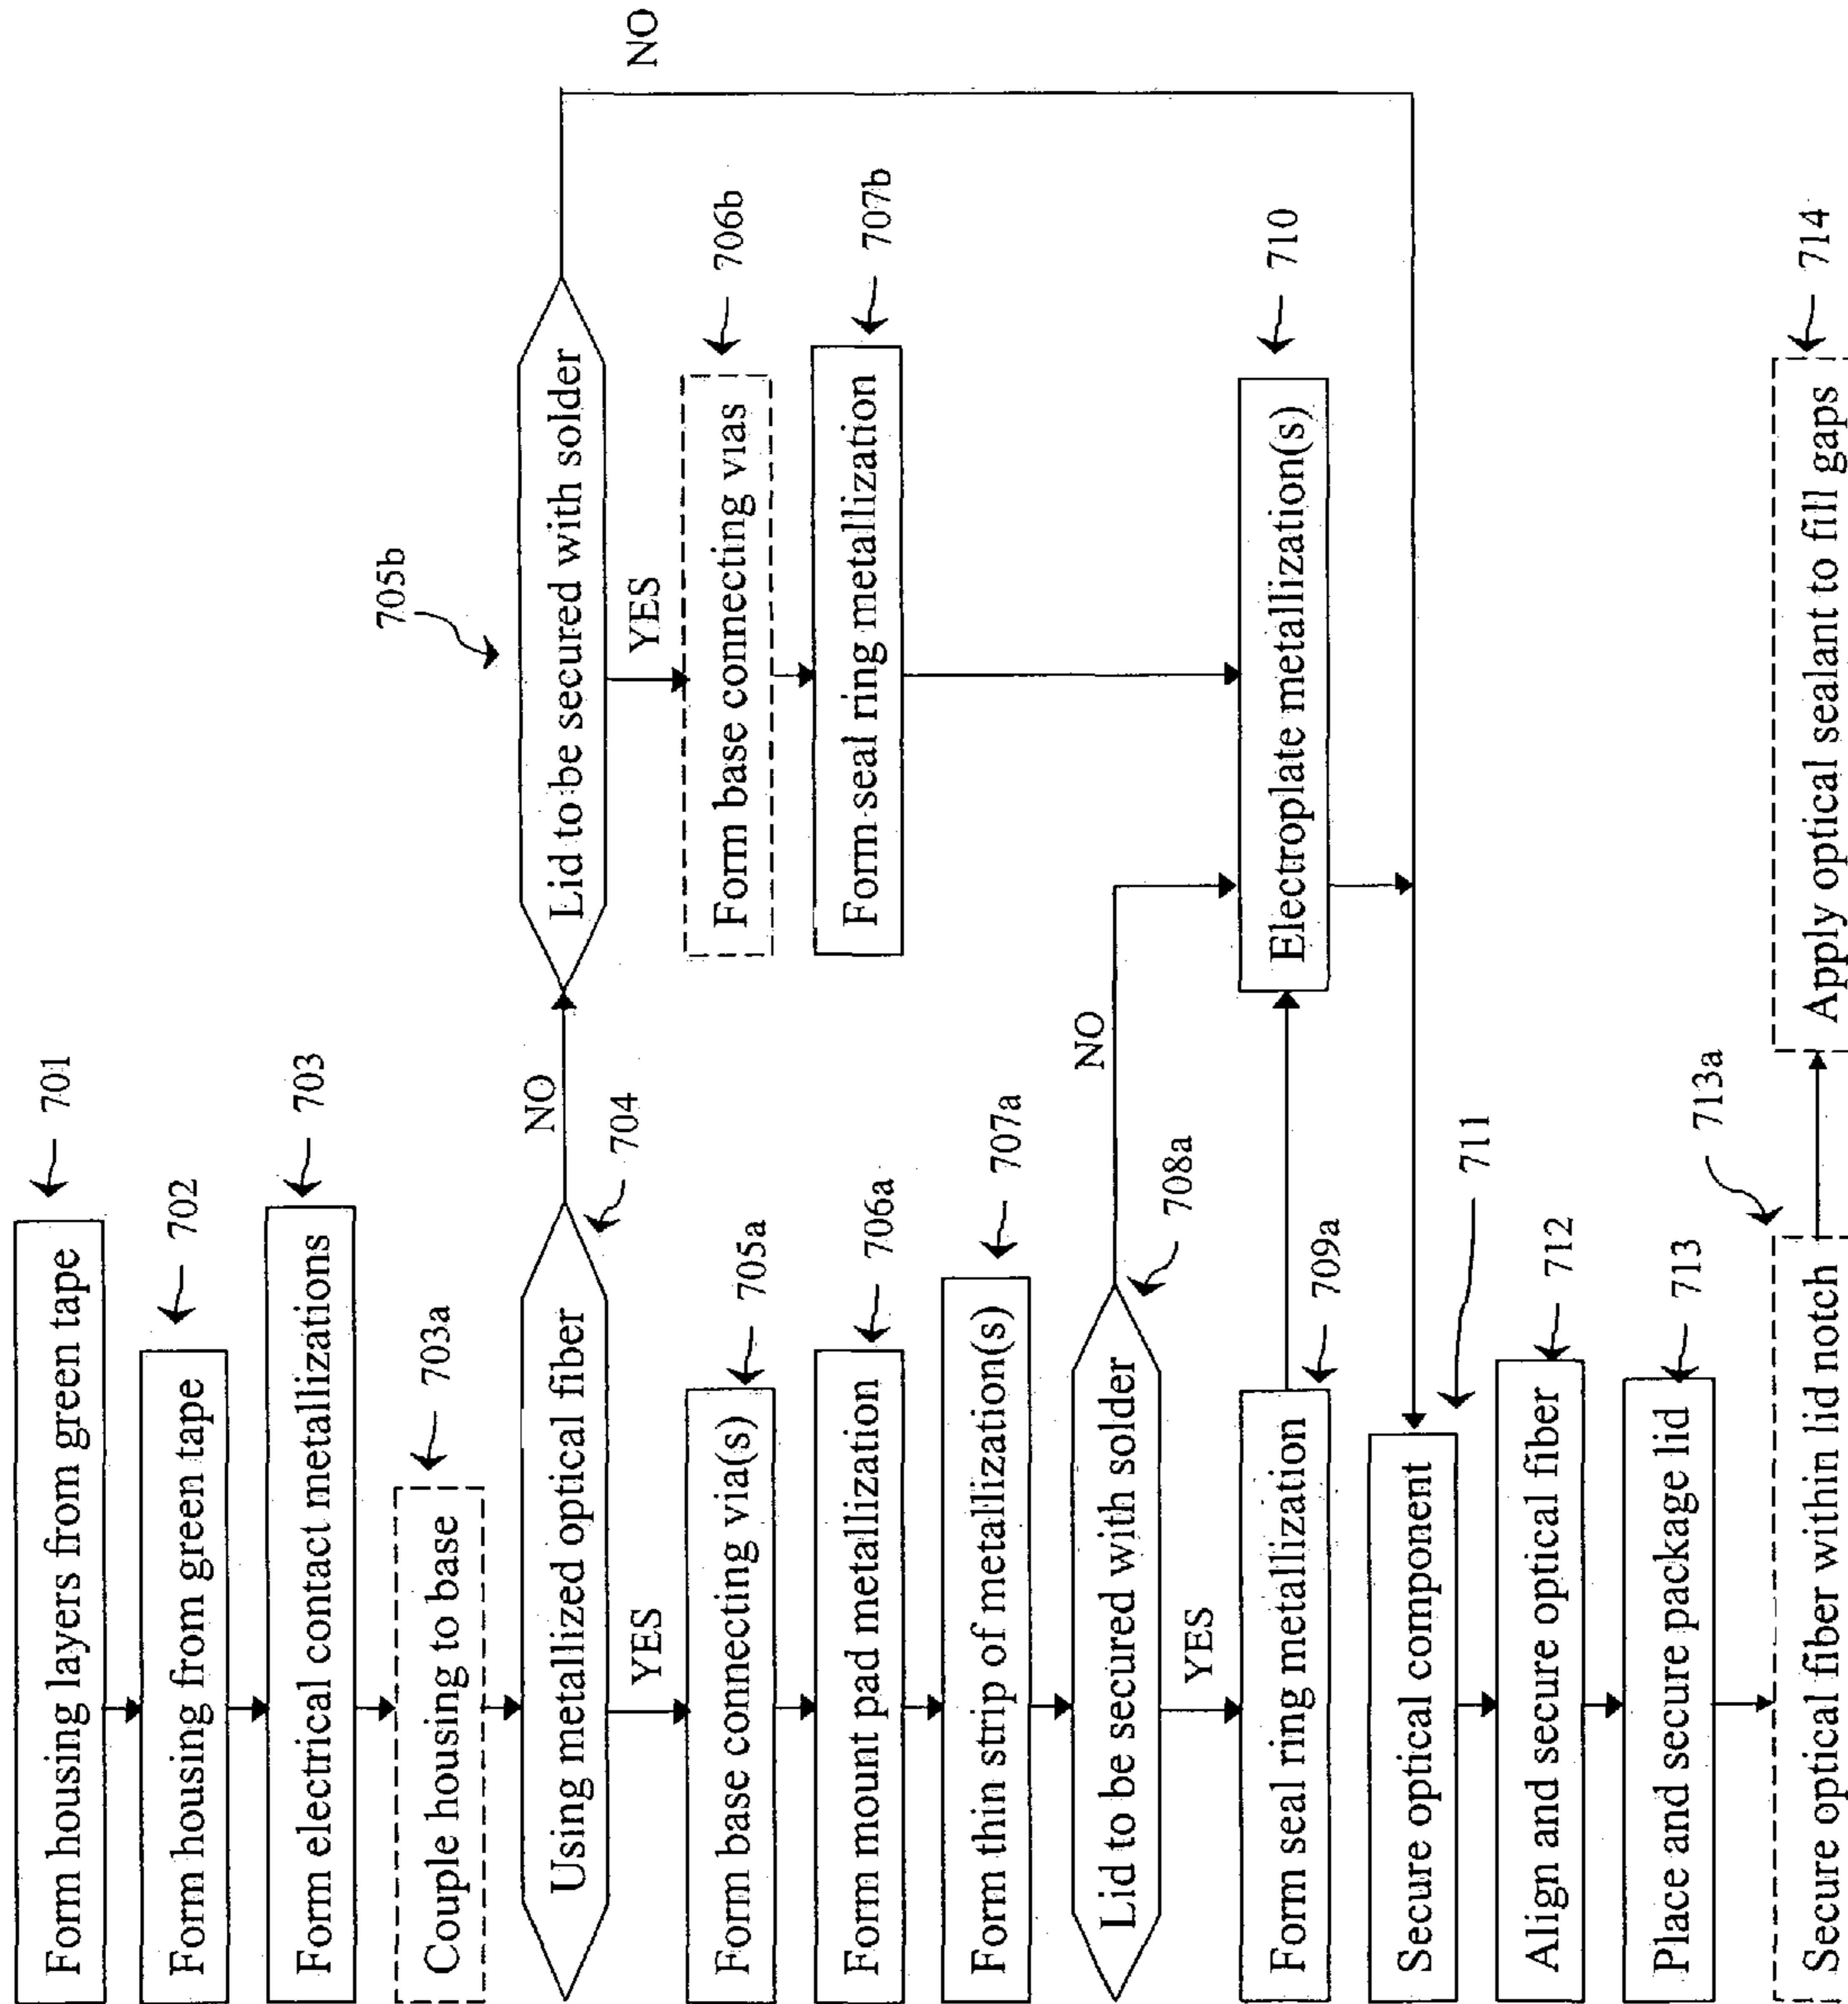 Form housing layers from green tape
701
Form housing from green tape
702
Form electrical contact metallizations
703
Couple housing to base
703a
Using metallized optical fiber
704
NO
Lid to be secured with solder
705b
NO
YES
YES
Form base connecting via(s)
705a
Form base connecting vias
706b
Form mount pad metallization
706a
Form seal ring metallization
707b
Form thin strip of metallization(s)
707a
Lid to be secured with solder
708a
NO
YES
Form seal ring metallization
709a
Electroplate metallization(s)
710
Secure optical component
711
Align and secure optical fiber
712
Place and secure package lid
713
Secure optical fiber within lid notch
713a
Apply optical sealant to fill gaps
714